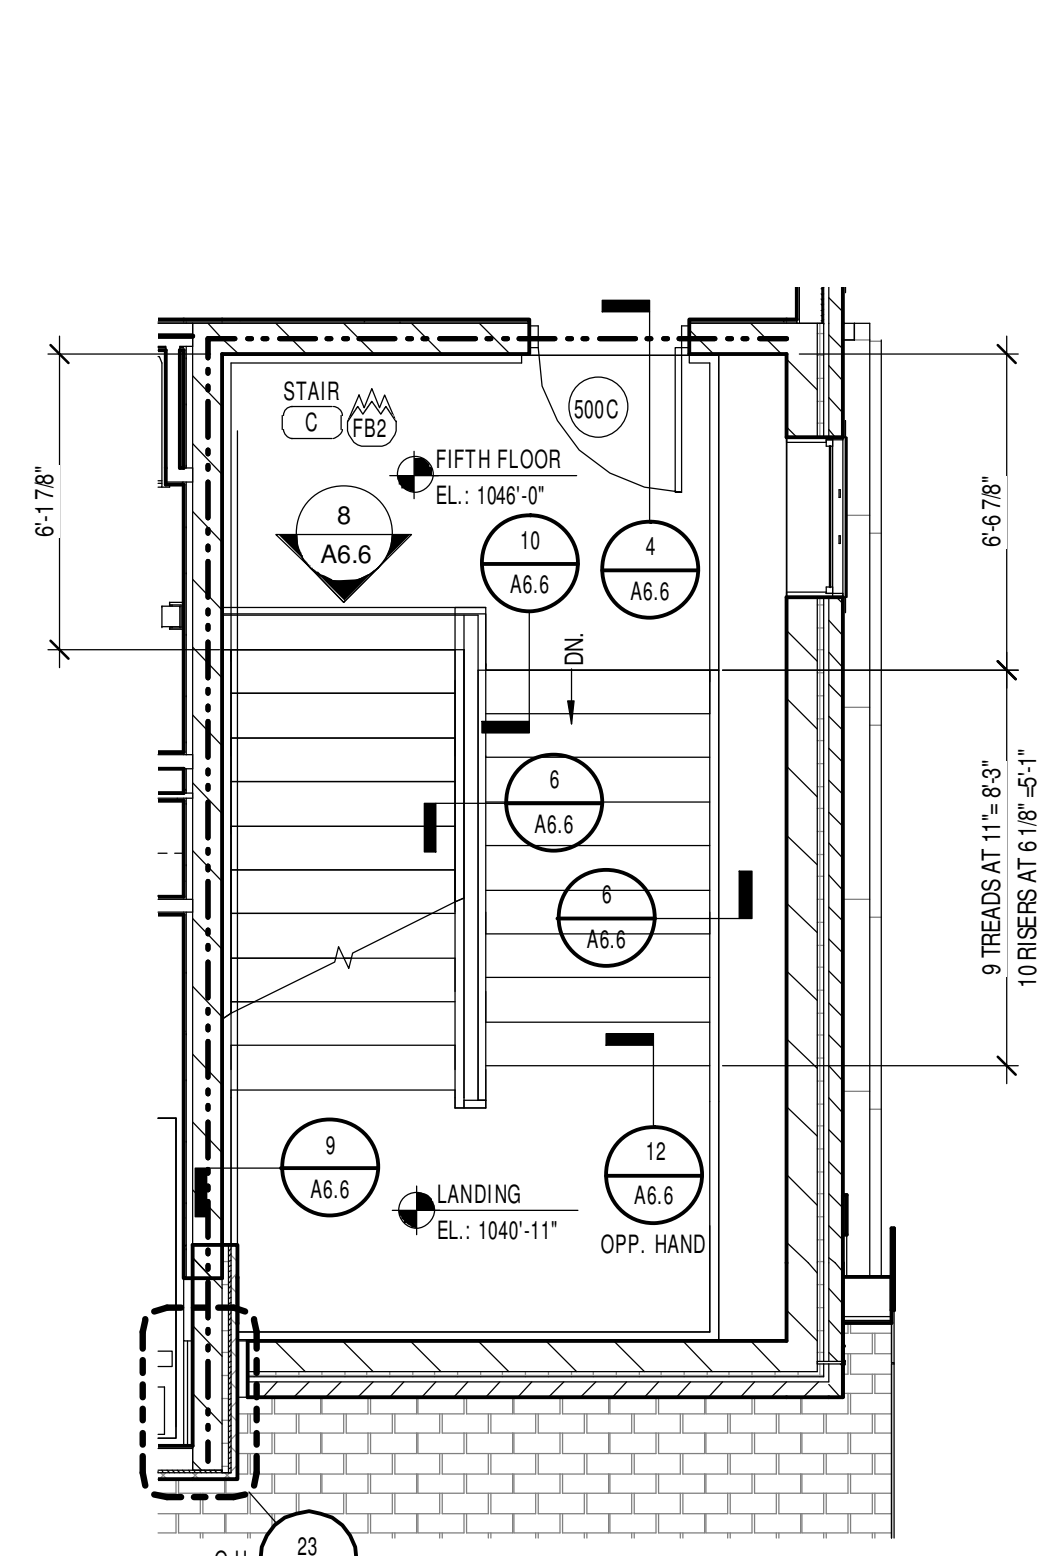 STAIR
C
FB2
500C
FIFTH FLOOR
EL.: 1046'-0"
8
A6.6
10
A6.6
4
A6.6
6'-1 7/8"
6'-6 7/8"
DN.
6
A6.6
6
A6.6
9 TREADS AT 11"= 8'-3"
10 RISERS AT 6 1/8" =5'-1"
9
A6.6
12
A6.6
LANDING
EL.: 1040'-11"
OPP. HAND
23